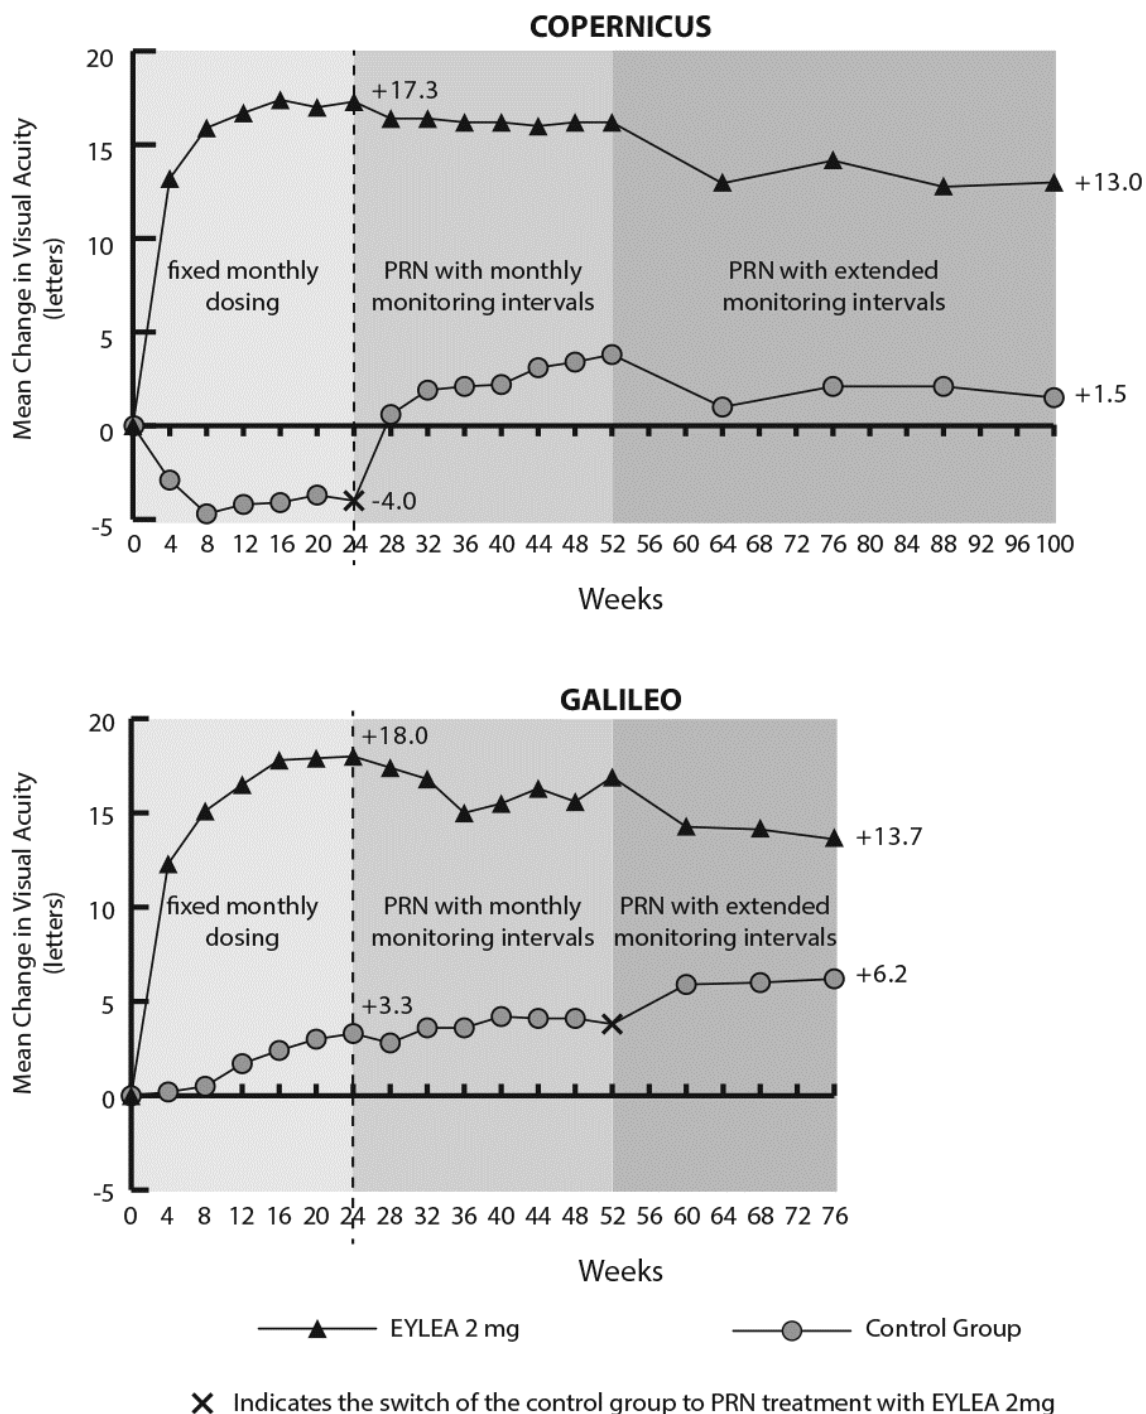 COPERNICUS
20
15
10
5
0
-5
Mean Change in Visual Acuity
(letters)
+17.3
+13.0
fixed monthly
dosing
PRN with monthly
monitoring intervals
PRN with extended
monitoring intervals
+1.5
-4.0
0 4 8 12 16 20 24 28 32 36 40 44 48 52 56 60 64 68 72 76 80 84 88 92 96 100
Weeks
GALILEO
20
15
10
5
0
-5
Mean Change in Visual Acuity
(letters)
+18.0
+13.7
fixed monthly
dosing
PRN with monthly
monitoring intervals
PRN with extended
monitoring intervals
+3.3
+6.2
0 4 8 12 16 20 24 28 32 36 40 44 48 52 56 60 64 68 72 76
Weeks
EYLEA 2 mg
Control Group
Indicates the switch of the control group to PRN treatment with EYLEA 2mg